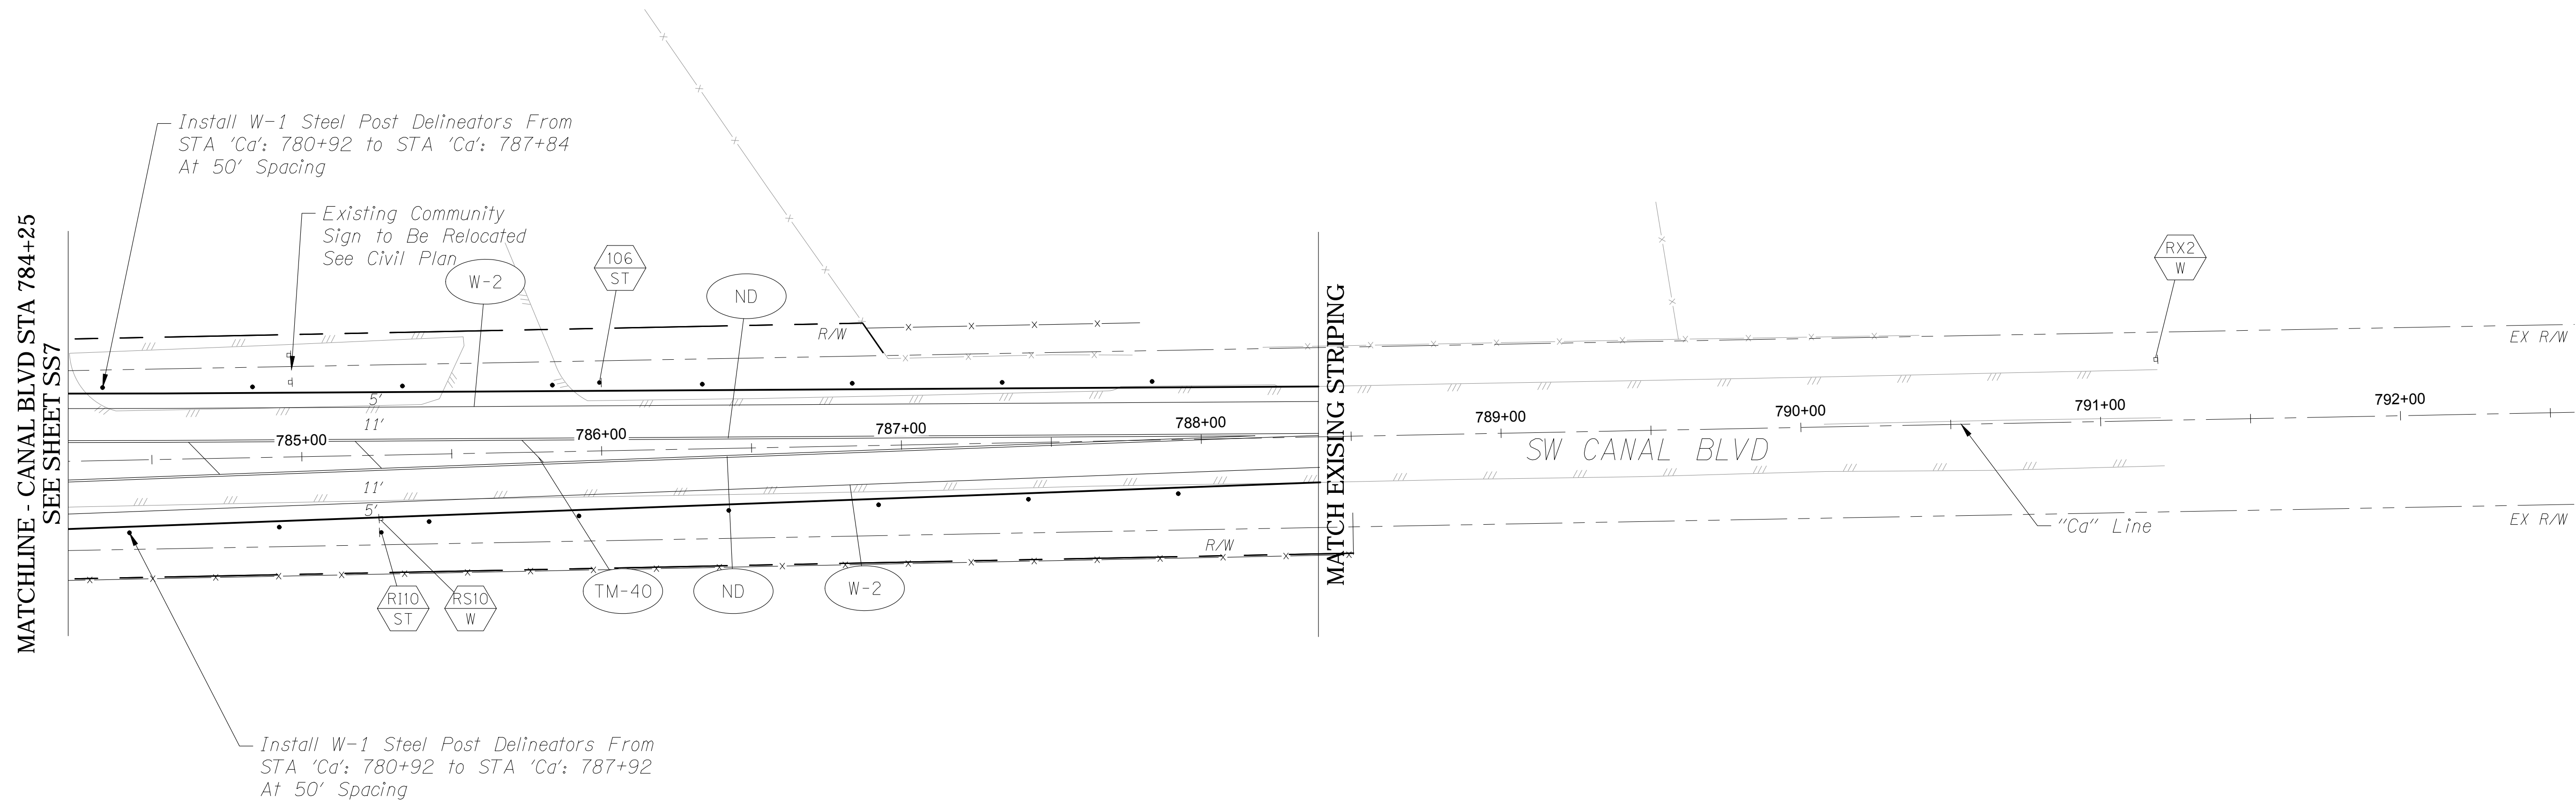 Install W-1 Steel Post Delineators From
STA 'Ca': 780+92 to STA 'Ca': 787+84
At 50' Spacing
Existing Community
Sign to Be Relocated
See Civil Plan
MATCHLINE - CANAL BLVD STA 784+25
SEE SHEET SS7
W-2
106
ST
ND
R/W
MATCH EXISING STRIPING
RX2
W
EX R/W
5'
11'
785+00
786+00
787+00
788+00
789+00
790+00
791+00
792+00
SW CANAL BLVD
11'
5'
"Ca" Line
EX R/W
R/W
RI10
ST
RS10
W
TM-40
ND
W-2
Install W-1 Steel Post Delineators From
STA 'Ca': 780+92 to STA 'Ca': 787+92
At 50' Spacing